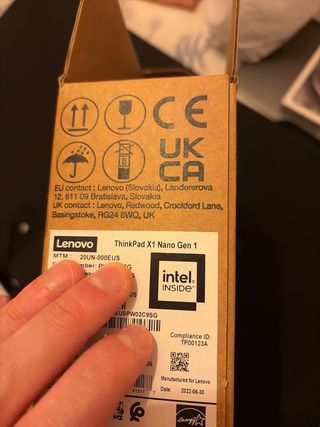 CE
UK
CA
8
EU contact : Lenovo (Slovakia), Landererova
12, 811 09 Bratislava, Slovakia
UK contact : Lenovo, Redwood, Crockford Lane,
Basingstoke, RG24 8WQ, UK
Lenovo
ThinkPad X1 Nano Gen 1
MTM : 20UN-000EUS
intel.
INSIDE™
Compliance ID:
TP00123A
Manufactured for Lenovo
Date: 2022-06-30